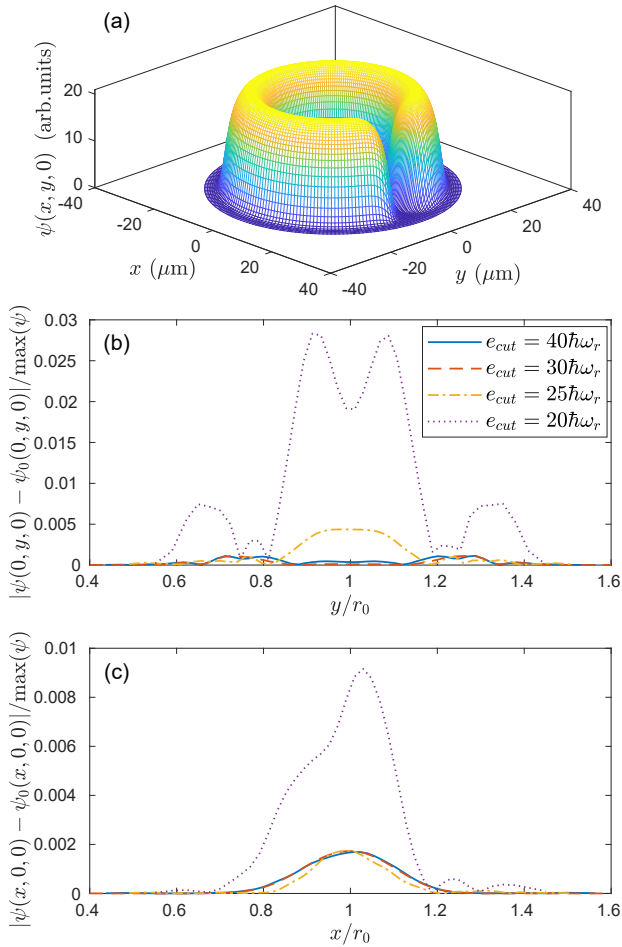 (a)
ψ(x, y, 0) (arb.units)
20
10
0
-40
-20
0
20
40
x (μm)
-40
-20
0
20
40
y (μm)
(b)
|ψ(0, y, 0) − ψ₀(0, y, 0)|/max(ψ)
0.03
0.025
0.02
0.015
0.01
0.005
0
0.4 0.6 0.8 1 1.2 1.4 1.6
y/r₀
e_cut = 40ℏω_r
e_cut = 30ℏω_r
e_cut = 25ℏω_r
e_cut = 20ℏω_r
(c)
|ψ(x, 0, 0) − ψ₀(x, 0, 0)|/max(ψ)
0.01
0.008
0.006
0.004
0.002
0
0.4 0.6 0.8 1 1.2 1.4 1.6
x/r₀